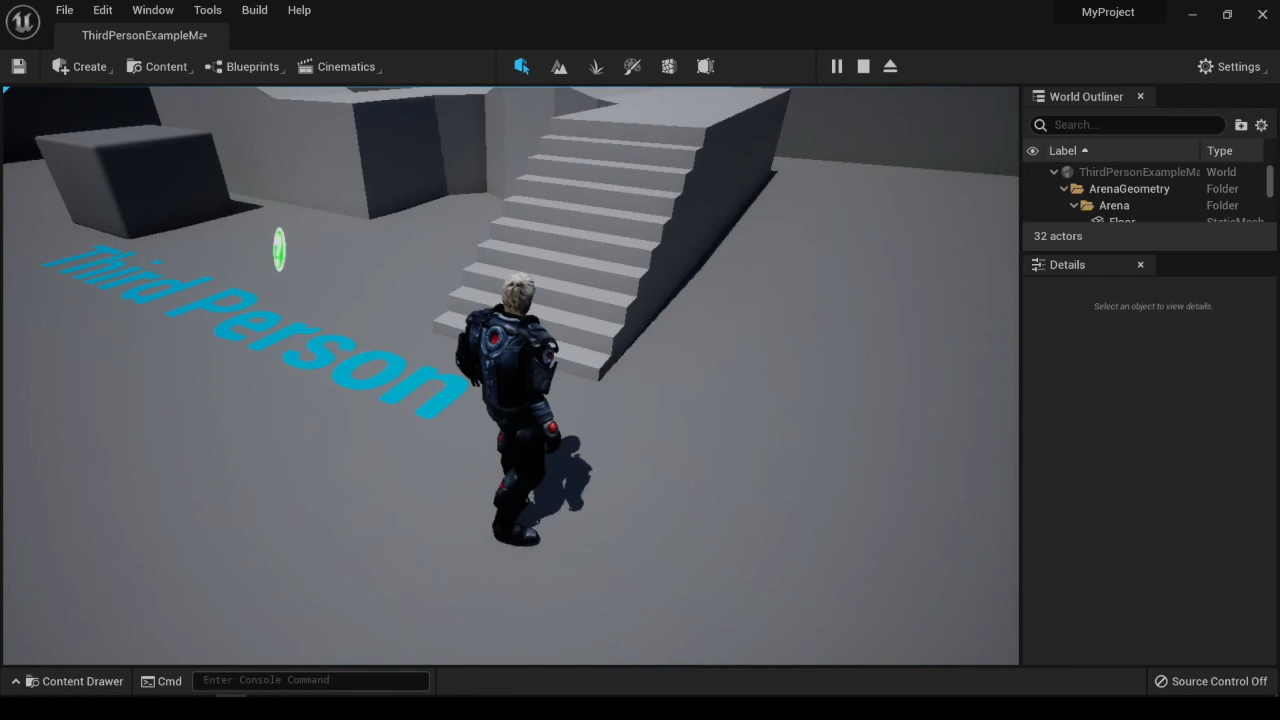 File Edit Window Tools Build Help
MyProject
ThirdPersonExampleMa•
Create Content Blueprints Cinematics
Settings
World Outliner
Search...
Label Type
ThirdPersonExampleMa World
ArenaGeometry Folder
Arena Folder
Floor StaticMesh
32 actors
Details
Select an object to view details.
Third Person
Content Drawer Cmd Enter Console Command Source Control Off